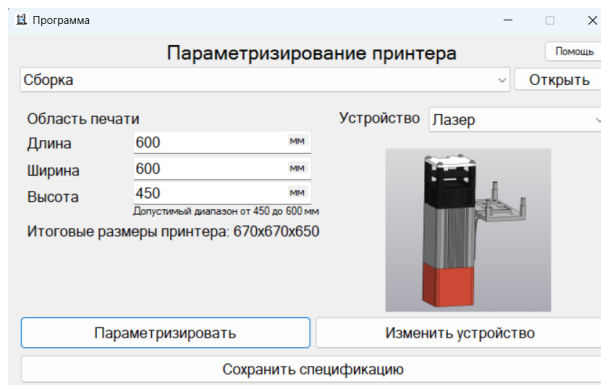 Программа
Параметризирование принтера
Помощь
Сборка
Открыть
Область печати
Устройство
Лазер
Длина
600
мм
Ширина
600
мм
Высота
450
мм
Допустимый диапазон от 450 до 600 мм
Итоговые размеры принтера: 670x670x650
Параметризировать
Изменить устройство
Сохранить спецификацию